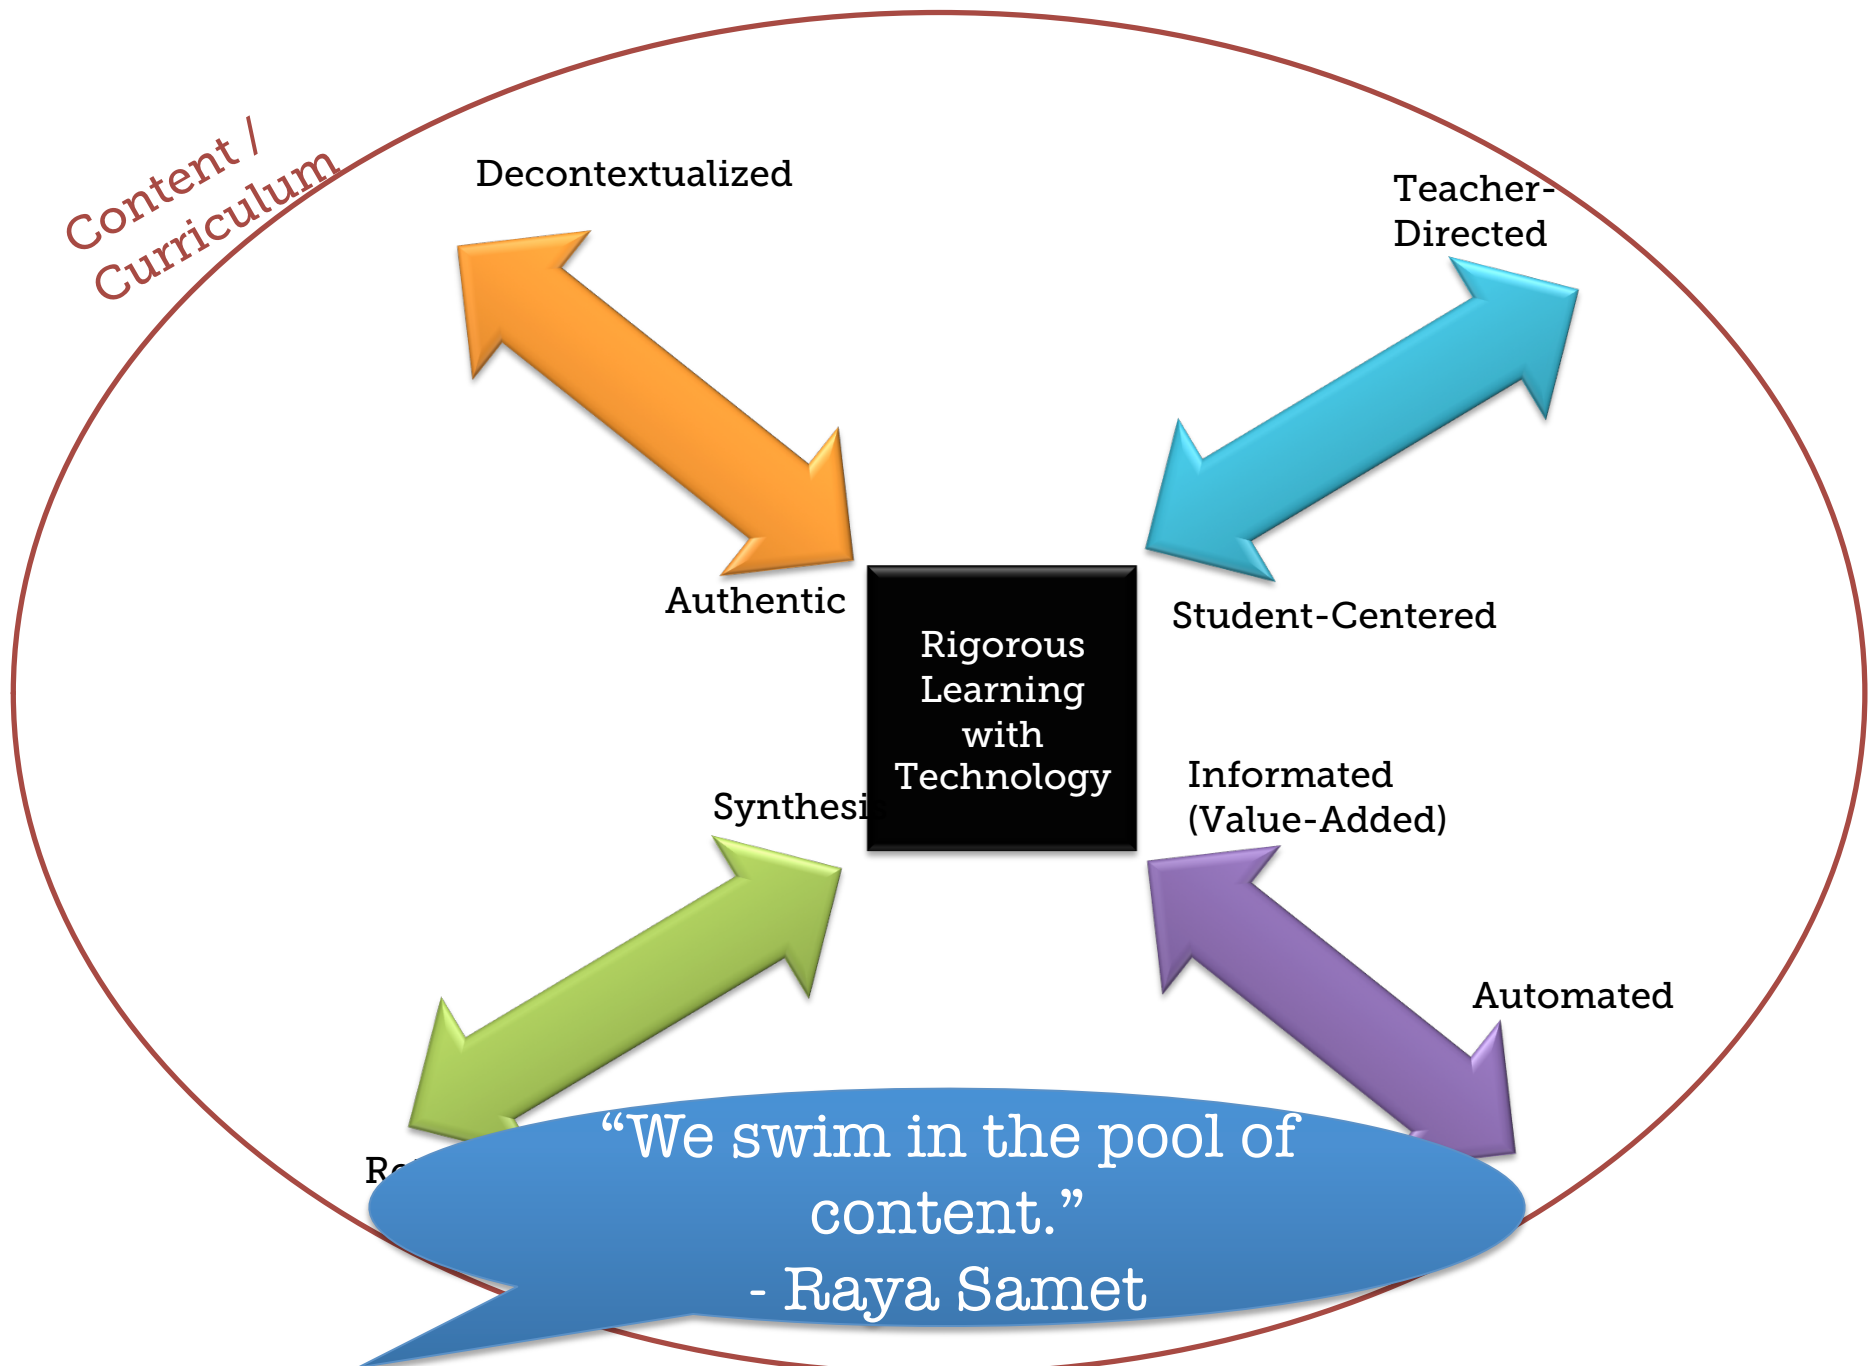 Content /
Curriculum
Decontextualized
Teacher-
Directed
Authentic
Student-Centered
Rigorous
Learning
with
Technology
Synthesis
Informated
(Value-Added)
Automated
“We swim in the pool of
content.”
- Raya Samet